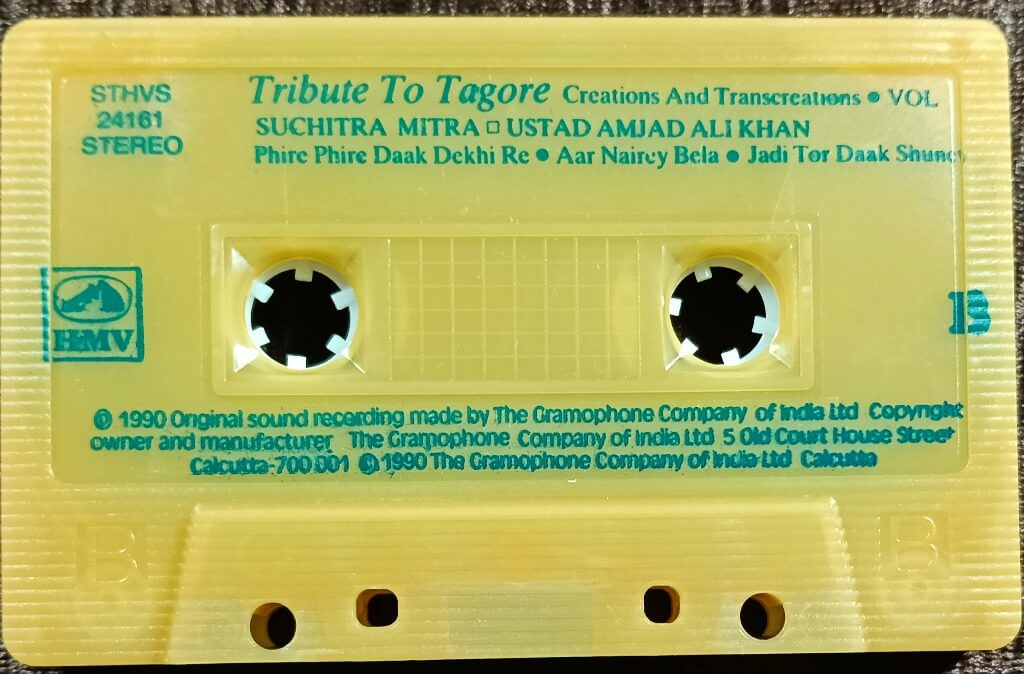 STHVS
24161
STEREO
Tribute To Tagore Creations And Transcreations • VOL
SUCHITRA MITRA □ USTAD AMJAD ALI KHAN
Phire Phire Daak Dekhi Re • Aar Nairey Bela • Jadi Tor Daak Shuney
HMV
B
℗ 1990 Original sound recording made by The Gramophone Company of India Ltd Copyright
owner and manufacturer The Gramophone Company of India Ltd 5 Old Court House Street
Calcutta-700 001 ℗ 1990 The Gramophone Company of India Ltd Calcutta
B B